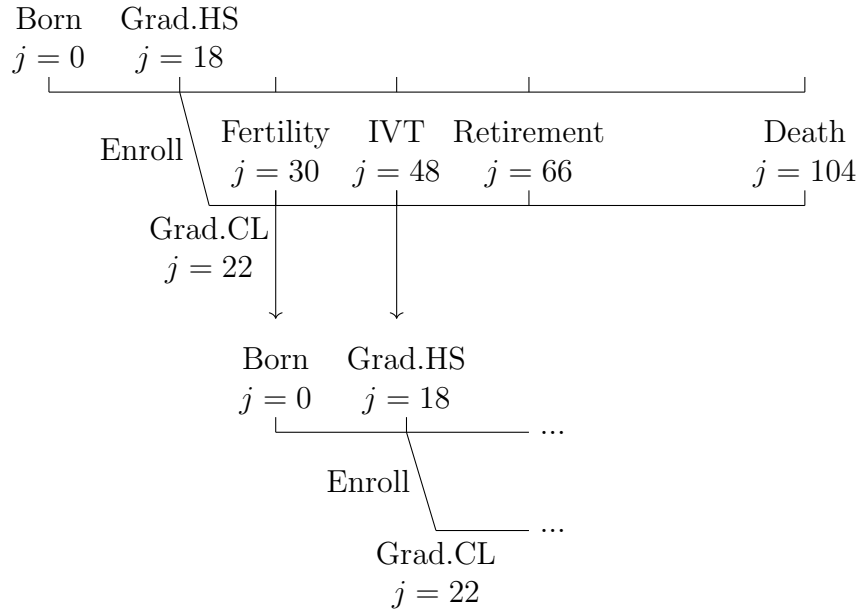 Born Grad.HS
j = 0 j = 18
Enroll
Fertility IVT Retirement Death
j = 30 j = 48 j = 66 j = 104
Grad.CL
j = 22
Born Grad.HS
j = 0 j = 18
...
Enroll
...
Grad.CL
j = 22